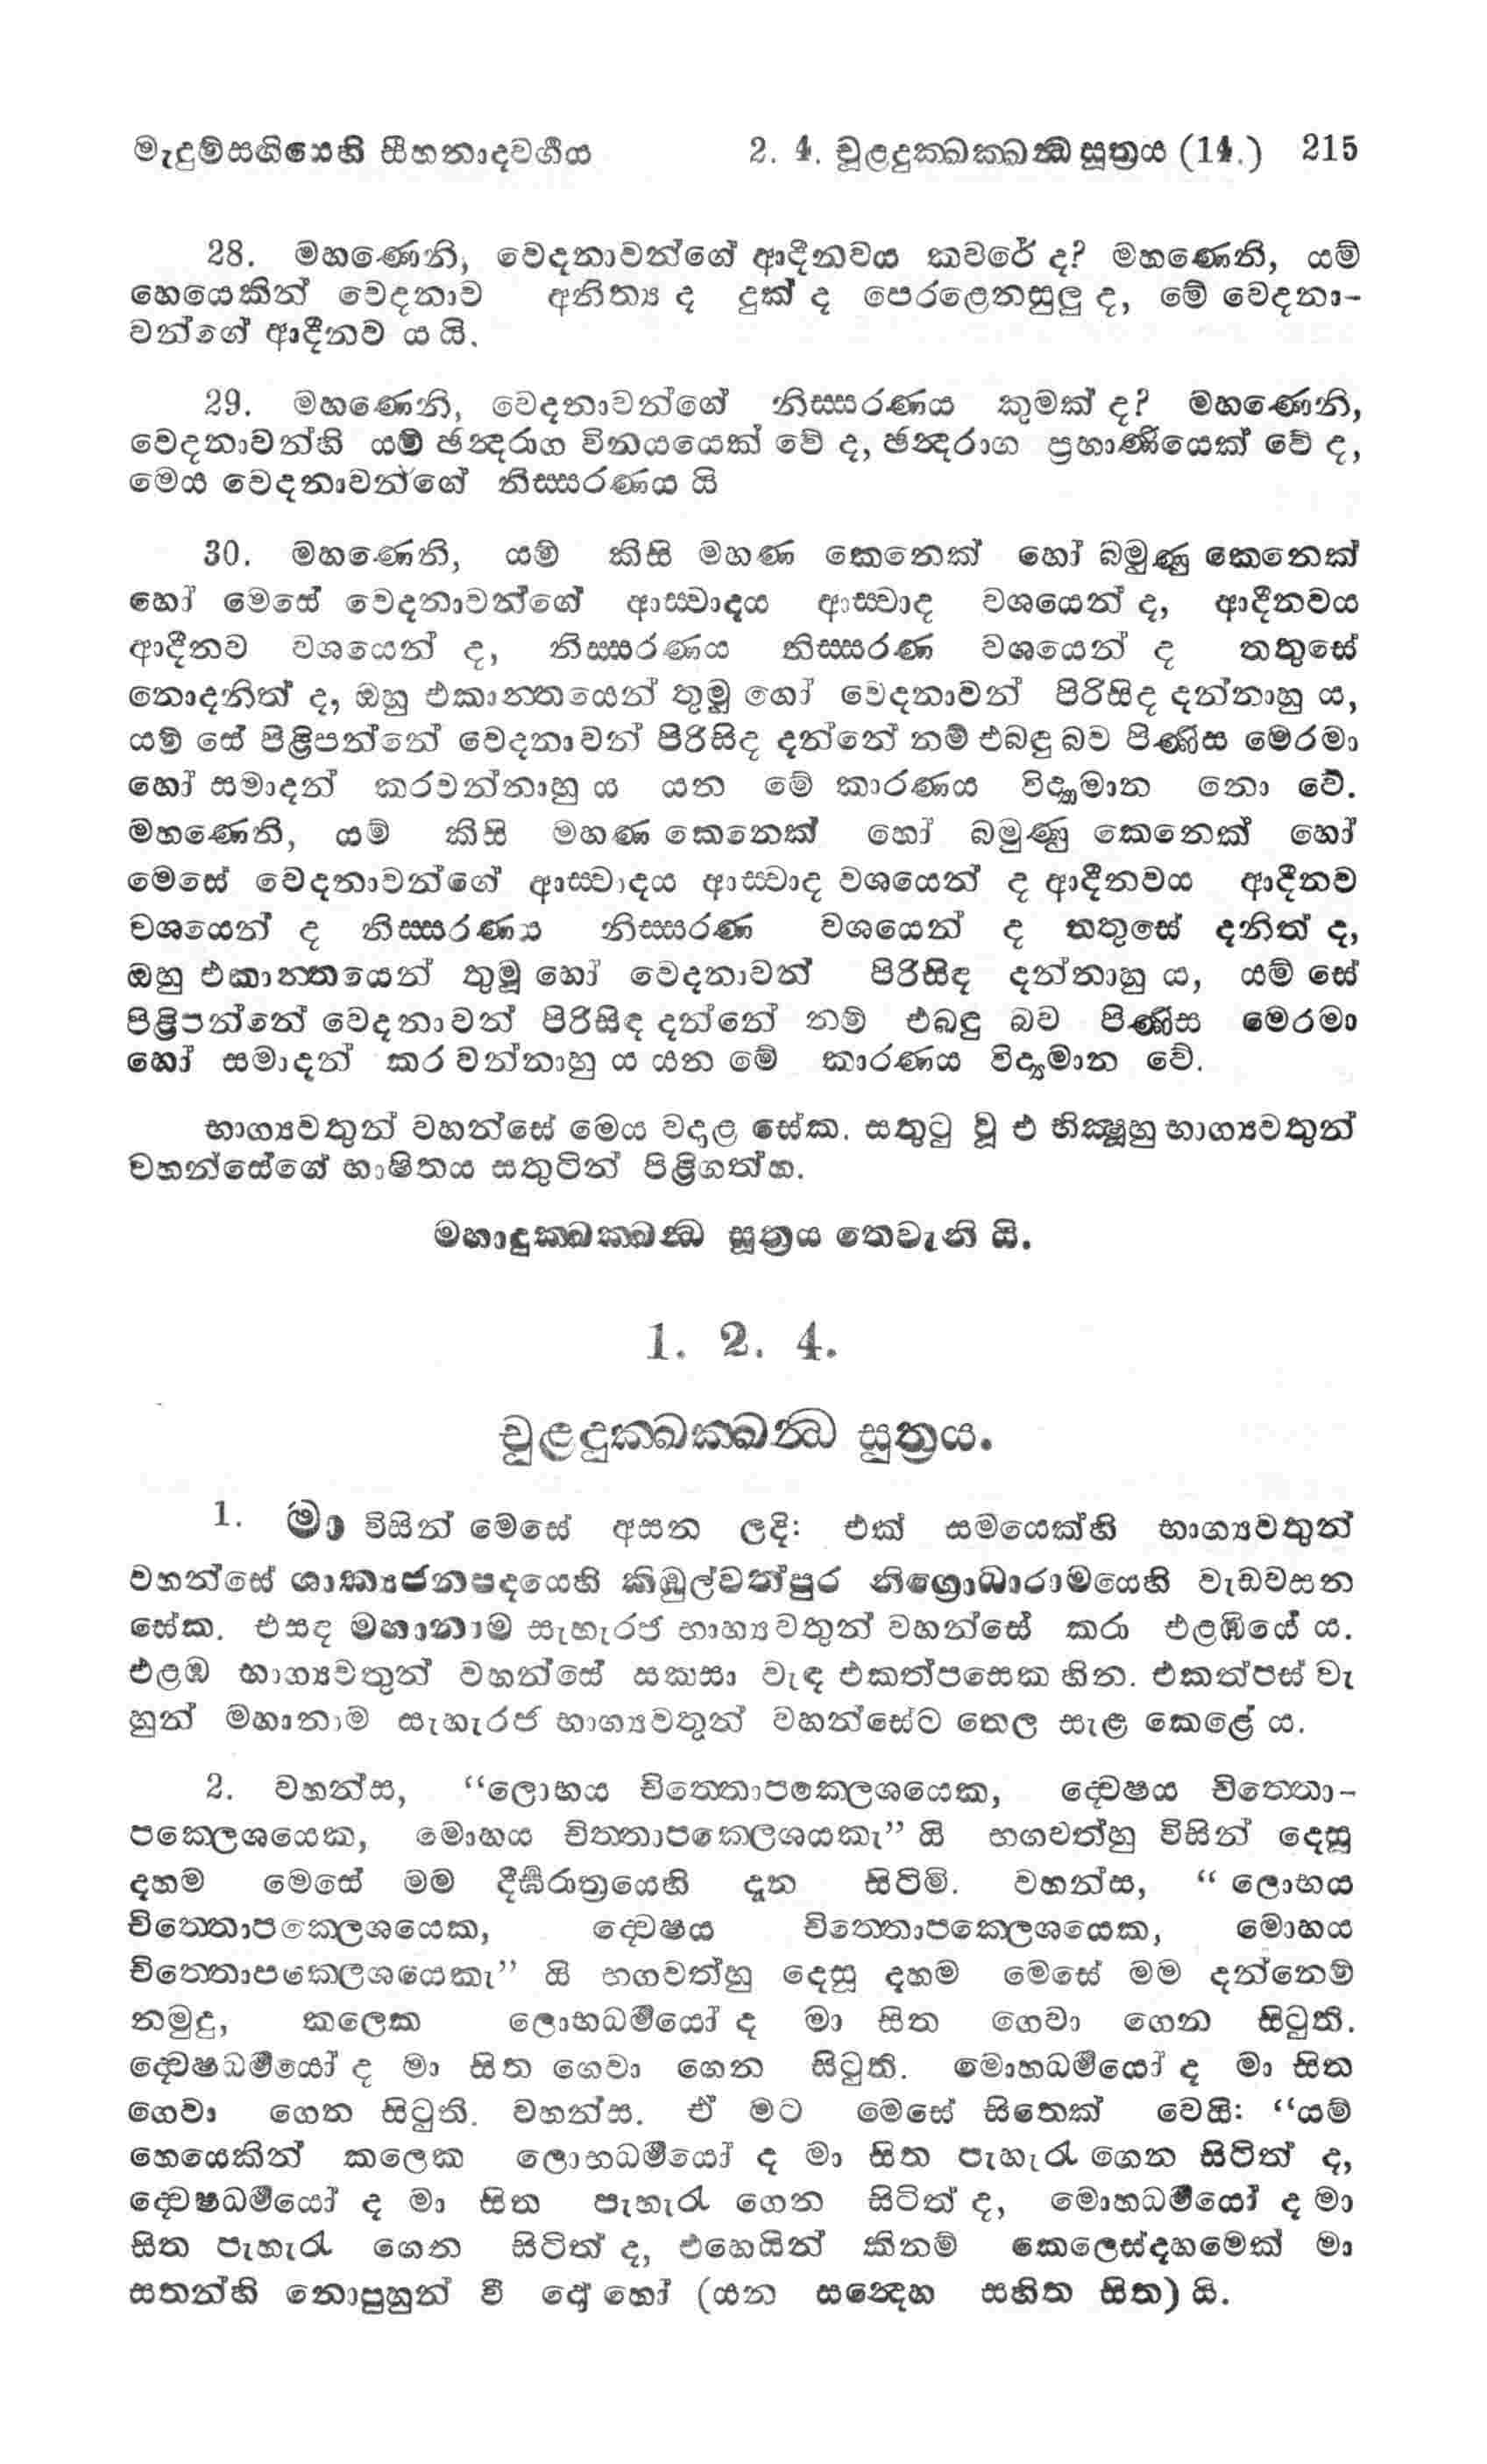 මැදුම්සඟියෙහි සීහනාදවර්ගය 2. 4. චූළදුක්ඛක්ඛන්ධ සූත්‍රය (14.) 215
28. මහණෙනි, වෙදනාවන්ගේ ආදීනවය කවරේ ද? මහණෙනි, යම්
හෙයෙකින් වෙදනාව අනිත්‍ය ද දුක් ද පෙරළෙනසුලු ද, මේ වෙදනා-
වන්ගේ ආදීනව ය යි.
29. මහණෙනි, වෙදනාවන්ගේ නිස්සරණය කුමක් ද? මහණෙනි,
වෙදනාවන්හි යම් ඡන්දරාග විනයයෙක් වේ ද, ඡන්දරාග ප්‍රහාණයෙක් වේ ද,
මෙය වෙදනාවන්ගේ නිස්සරණය යි
30. මහණෙනි, යම් කිසි මහණ කෙනෙක් හෝ බමුණු කෙනෙක්
හෝ මෙසේ වෙදනාවන්ගේ ආස්වාදය ආස්වාද වශයෙන් ද, ආදීනවය
ආදීනව වශයෙන් ද, නිස්සරණය නිස්සරණ වශයෙන් ද තතුසේ
නොදනිත් ද, ඔහු එකාන්තයෙන් තුමූ හෝ වෙදනාවන් පිරිසිද දන්නාහු ය,
යම් සේ පිළිපන්නේ වෙදනාවන් පිරිසිද දන්නේ නම් එබඳු බව පිණිස මෙරමා
හෝ සමාදන් කරවන්නාහු ය යන මේ කාරණය විද්‍යමාන නො වේ.
මහණෙනි, යම් කිසි මහණ කෙනෙක් හෝ බමුණු කෙනෙක් හෝ
මෙසේ වෙදනාවන්ගේ ආස්වාදය ආස්වාද වශයෙන් ද ආදීනවය ආදීනව
වශයෙන් ද නිස්සරණය නිස්සරණ වශයෙන් ද තතුසේ දනිත් ද,
ඔහු එකාන්තයෙන් තුමූ හෝ වෙදනාවන් පිරිසිඳ දන්නාහු ය, යම් සේ
පිළිපන්නේ වෙදනාවන් පිරිසිඳ දන්නේ නම් එබඳු බව පිණිස මෙරමා
හෝ සමාදන් කර වන්නාහු ය යන මේ කාරණය විද්‍යමාන වේ.
භාග්‍යවතුන් වහන්සේ මෙය වදාළ සේක. සතුටු වූ එ භික්ෂූහු භාග්‍යවතුන්
වහන්සේගේ භාෂිතය සතුටින් පිළිගත්හ.
මහාදුක්ඛක්ඛන්ධ සූත්‍රය තෙවැනි යි.
1. 2. 4.
චූළදුක්ඛක්ඛන්ධ සූත්‍රය.
1. මා විසින් මෙසේ අසන ලදි: එක් සමයෙක්හි භාග්‍යවතුන්
වහන්සේ ශාක්‍යජනපදයෙහි කිඹුල්වත්පුර නිග්‍රොධාරාමයෙහි වැඩවසන
සේක. එසඳ මහානාම සැහැරජ භාග්‍යවතුන් වහන්සේ කරා එළඹියේ ය.
එළඹ භාග්‍යවතුන් වහන්සේ සකසා වැඳ එකත්පසෙක හින. එකත්පස් වැ
හුන් මහානාම සැහැරජ භාග්‍යවතුන් වහන්සේට තෙල සැළ කෙළේ ය.
2. වහන්ස, “ලොභය චිත්තොපක්ලෙශයෙක, ද්වෙෂය චිත්තො-
පක්ලෙශයෙක, මොහය චිත්තාපක්ලෙශයකැ” යි භගවත්හු විසින් දෙසූ
දහම මෙසේ මම දීර්ඝරාත්‍රයෙහි දැන සිටිමි. වහන්ස, “ ලොභය
චිත්තොපක්ලෙශයෙක, ද්වෙෂය චිත්තොපක්ලෙශයෙක, මොහය
චිත්තොපක්ලෙශයෙකැ” යි භගවත්හු දෙසූ දහම මෙසේ මම දන්නෙම්
නමුදු, කලෙක ලොභධර්මයෝ ද මා සිත ගෙවා ගෙන සිටුති.
ද්වෙෂධර්මයෝ ද මා සිත ගෙවා ගෙන සිටුති. මොහධර්මයෝ ද මා සිත
ගෙවා ගෙන සිටුති. වහන්ස. ඒ මට මෙසේ සිතෙක් වෙයි: “යම්
හෙයෙකින් කලෙක ලොභධර්මයෝ ද මා සිත පැහැරැ ගෙන සිටිත් ද,
ද්වෙෂධර්මයෝ ද මා සිත පැහැරැ ගෙන සිටිත් ද, මොහධර්මයෝ ද මා
සිත පැහැරැ ගෙන සිටිත් ද, එහෙයින් කිනම් කෙලෙස්දහමෙක් මා
සතන්හි නොපුහුන් වී දෝ හෝ (යන සන්දෙහ සහිත සිත) යි.